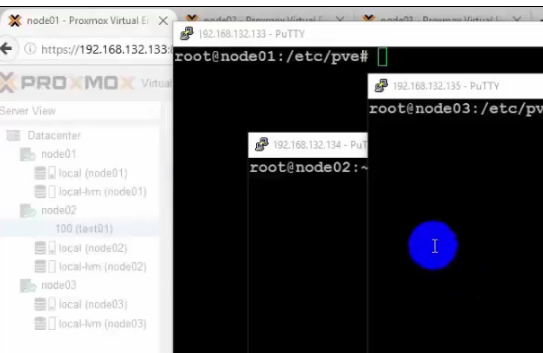 node01 - Proxmox Virtual E
node02 - Proxmox Virtual E
node03 - Proxmox Virtual
https://192.168.132.133:
PROXMOX Virtual
Server View
Datacenter
node01
local (node01)
local-lvm (node01)
node02
100 (test01)
local (node02)
local-lvm (node02)
node03
local (node03)
local-lvm (node03)
192.168.132.133 - PuTTY
root@node01:/etc/pve#
192.168.132.134 - PuT
root@node02:~
192.168.132.135 - PuTTY
root@node03:/etc/pv